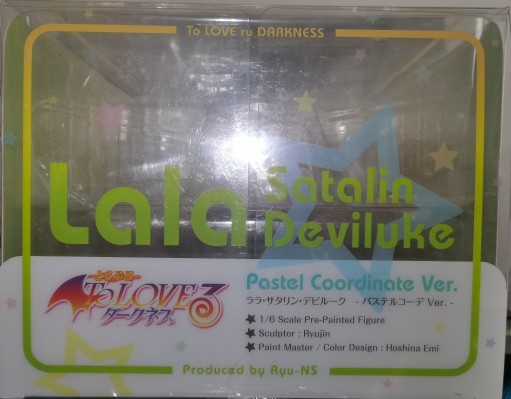 To LOVE ru DARKNESS
Lala
Satalin
Deviluke
―とらぶる―
To LOVEる
ダークネス
Pastel Coordinate Ver.
ララ・サタリン・デビルーク - パステルコーデ Ver. -
★ 1/6 Scale Pre-Painted Figure
★ Sculptor : Ryujin
★ Paint Master / Color Design : Hoshina Emi
Produced by Ryu-NS